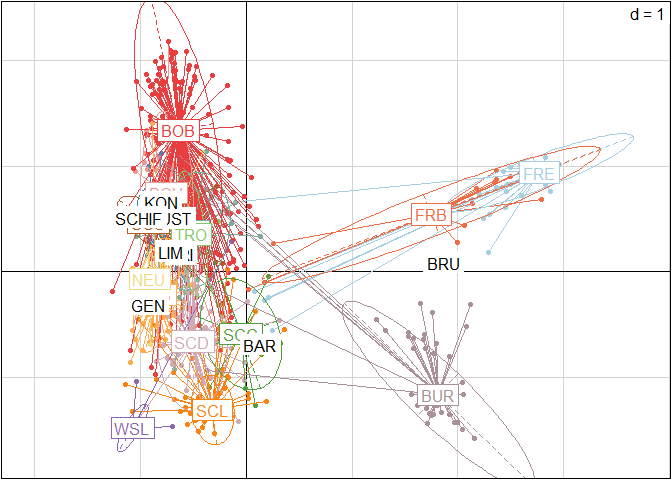 d = 1
BOB
FRE
KON
SCHIF
JST
FRB
TRO
LIM
BRU
NEU
GEN
SCD
BAR
BUR
SCL
WSL